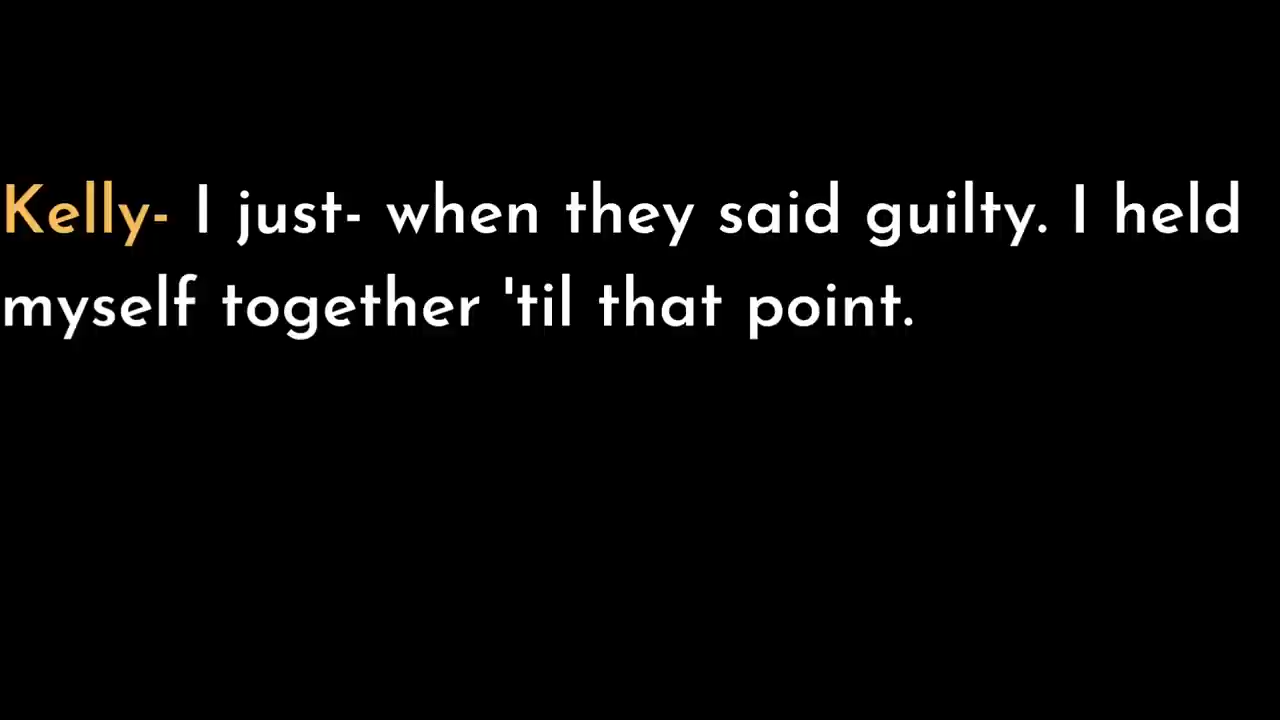 Kelly- I just- when they said guilty. I held
myself together 'til that point.